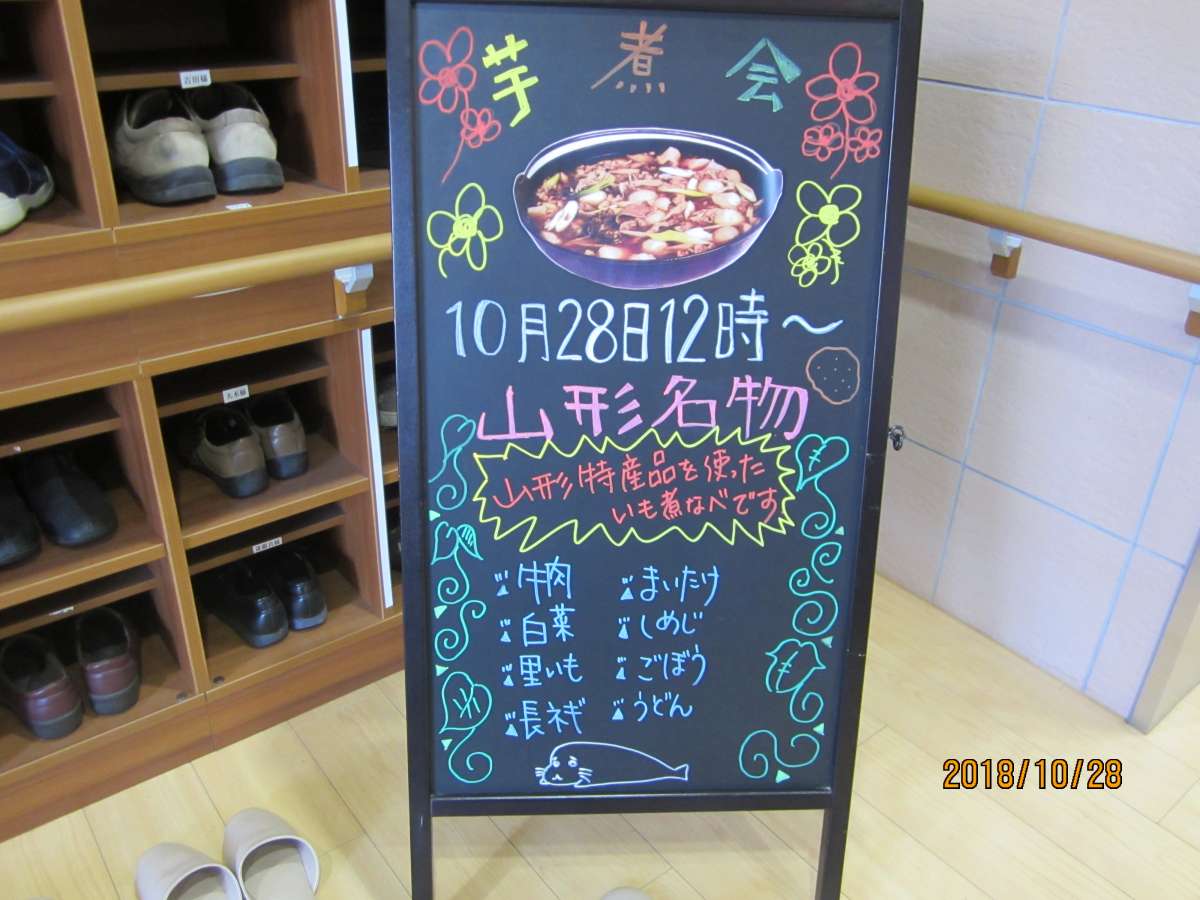 芋煮会
10月28日12時〜
山形名物
山形特産品を使った
いも煮なべです
牛肉 まいたけ
白菜 しめじ
里いも ごぼう
長ネギ うどん
2018/10/28